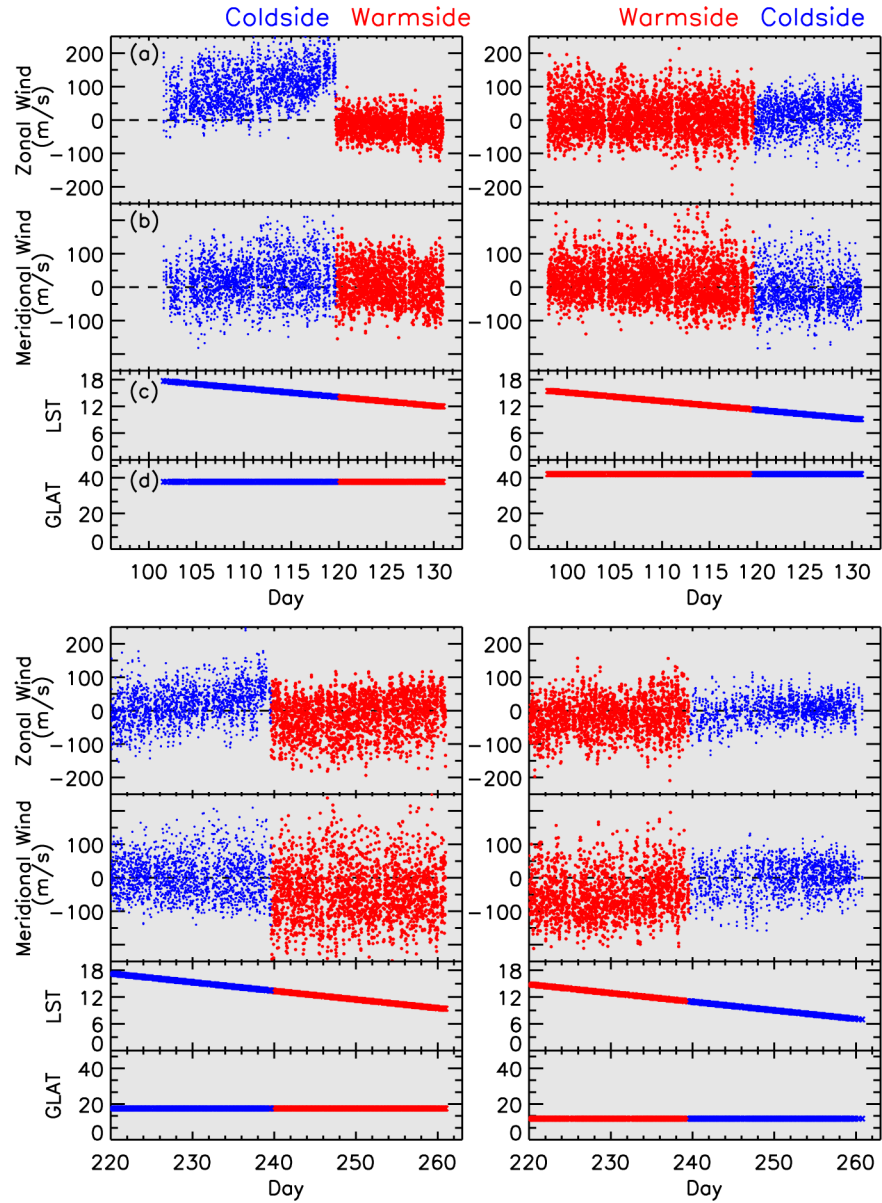 Coldside Warmside Warmside Coldside
(a)
Zonal Wind
(m/s)
200
100
0
-100
-200
200
100
0
-100
-200
(b)
Meridional Wind
(m/s)
100
0
-100
100
0
-100
(c)
LST
18
12
6
0
18
12
6
0
(d)
GLAT
40
20
0
40
20
0
100 105 110 115 120 125 130
Day
100 105 110 115 120 125 130
Day
Zonal Wind
(m/s)
200
100
0
-100
-200
200
100
0
-100
-200
Meridional Wind
(m/s)
100
0
-100
100
0
-100
LST
18
12
6
0
18
12
6
0
GLAT
40
20
0
40
20
0
220 230 240 250 260
Day
220 230 240 250 260
Day